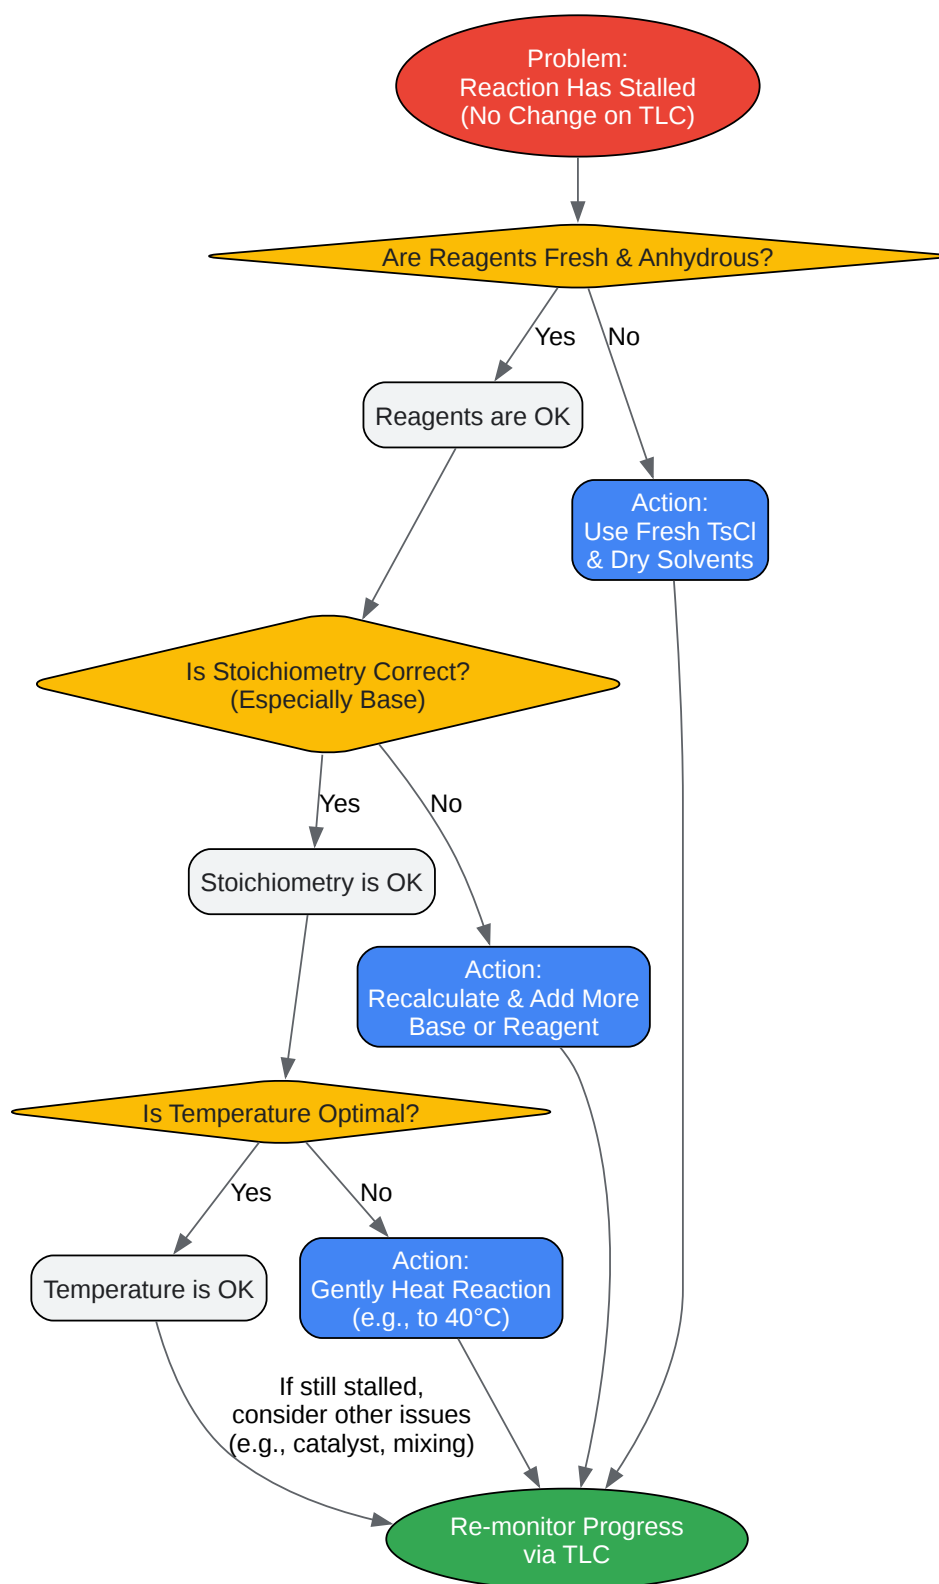 Problem:
Reaction Has Stalled
(No Change on TLC)
Are Reagents Fresh & Anhydrous?
Yes
No
Reagents are OK
Action:
Use Fresh TsCl
& Dry Solvents
Is Stoichiometry Correct?
(Especially Base)
Yes
No
Stoichiometry is OK
Action:
Recalculate & Add More
Base or Reagent
Is Temperature Optimal?
Yes
No
Temperature is OK
Action:
Gently Heat Reaction
(e.g., to 40°C)
If still stalled,
consider other issues
(e.g., catalyst, mixing)
Re-monitor Progress
via TLC